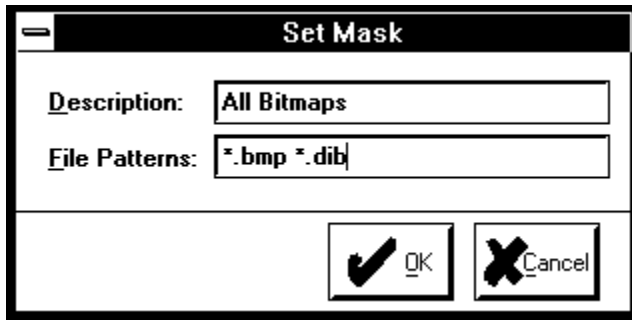 Set Mask
Description: All Bitmaps
File Patterns: *.bmp *.dib
OK Cancel